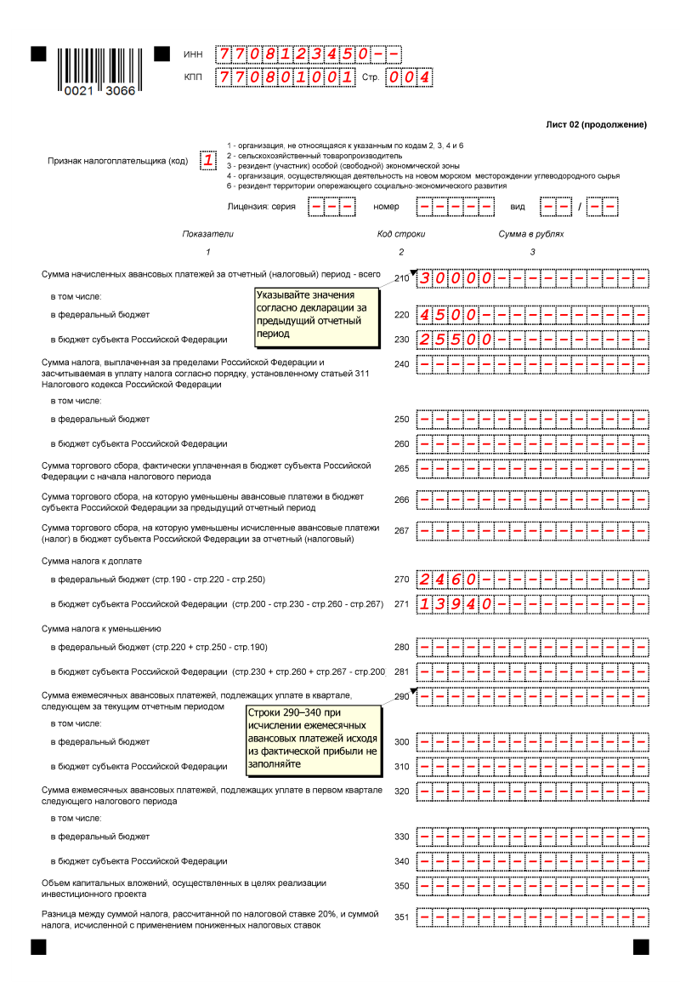 ИНН 7708123450--
КПП 770801001 Стр. 004
0021 3066
Лист 02 (продолжение)
Признак налогоплательщика (код) 1
1 - организация, не относящаяся к указанным по кодам 2, 3, 4 и 6
2 - сельскохозяйственный товаропроизводитель
3 - резидент (участник) особой (свободной) экономической зоны
4 - организация, осуществляющая деятельность на новом морском месторождении углеводородного сырья
6 - резидент территории опережающего социально-экономического развития
Лицензия: серия --- номер ----- вид -- / --
Показатели Код строки Сумма в рублях
1 2 3
Сумма начисленных авансовых платежей за отчетный (налоговый) период - всего 210 30000----------
Указывайте значения
согласно декларации за
предыдущий отчетный
период
в том числе:
в федеральный бюджет 220 4500-----------
в бюджет субъекта Российской Федерации 230 25500----------
Сумма налога, выплаченная за пределами Российской Федерации и 240 ---------------
засчитываемая в уплату налога согласно порядку, установленному статьей 311
Налогового кодекса Российской Федерации
в том числе:
в федеральный бюджет 250 ---------------
в бюджет субъекта Российской Федерации 260 ---------------
Сумма торгового сбора, фактически уплаченная в бюджет субъекта Российской 265 ---------------
Федерации с начала налогового периода
Сумма торгового сбора, на которую уменьшены авансовые платежи в бюджет 266 ---------------
субъекта Российской Федерации за предыдущий отчетный период
Сумма торгового сбора, на которую уменьшены исчисленные авансовые платежи 267 ---------------
(налог) в бюджет субъекта Российской Федерации за отчетный (налоговый)
Сумма налога к доплате
в федеральный бюджет (стр.190 - стр.220 - стр.250) 270 2460-----------
в бюджет субъекта Российской Федерации (стр.200 - стр.230 - стр.260 - стр.267) 271 13940----------
Сумма налога к уменьшению
в федеральный бюджет (стр.220 + стр.250 - стр.190) 280 ---------------
в бюджет субъекта Российской Федерации (стр.230 + стр.260 + стр.267 - стр.200 281 ---------------
Сумма ежемесячных авансовых платежей, подлежащих уплате в квартале, 290 ---------------
следующем за текущим отчетным периодом
Строки 290–340 при
исчислении ежемесячных
авансовых платежей исходя
из фактической прибыли не
заполняйте
в том числе:
в федеральный бюджет 300 ---------------
в бюджет субъекта Российской Федерации 310 ---------------
Сумма ежемесячных авансовых платежей, подлежащих уплате в первом квартале 320 ---------------
следующего налогового периода
в том числе:
в федеральный бюджет 330 ---------------
в бюджет субъекта Российской Федерации 340 ---------------
Объем капитальных вложений, осуществленных в целях реализации 350 ---------------
инвестиционного проекта
Разница между суммой налога, рассчитанной по налоговой ставке 20%, и суммой 351 ---------------
налога, исчисленной с применением пониженных налоговых ставок